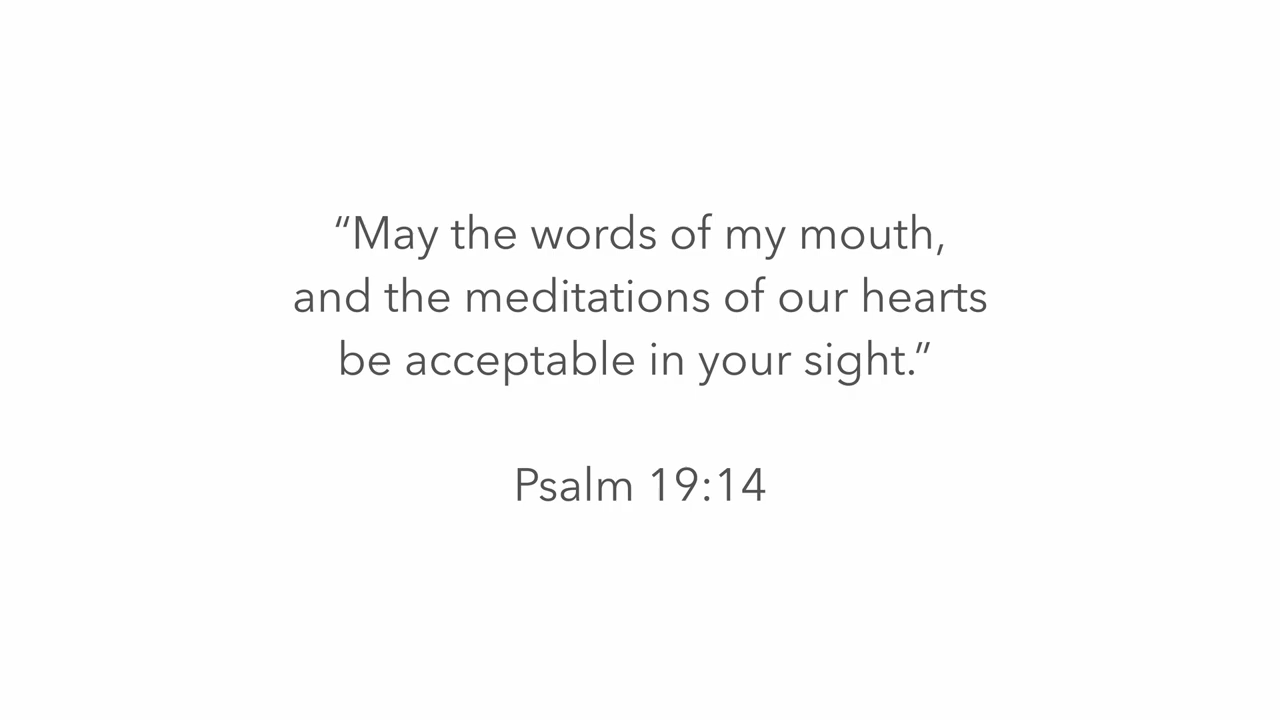 “May the words of my mouth,
and the meditations of our hearts
be acceptable in your sight.”
Psalm 19:14